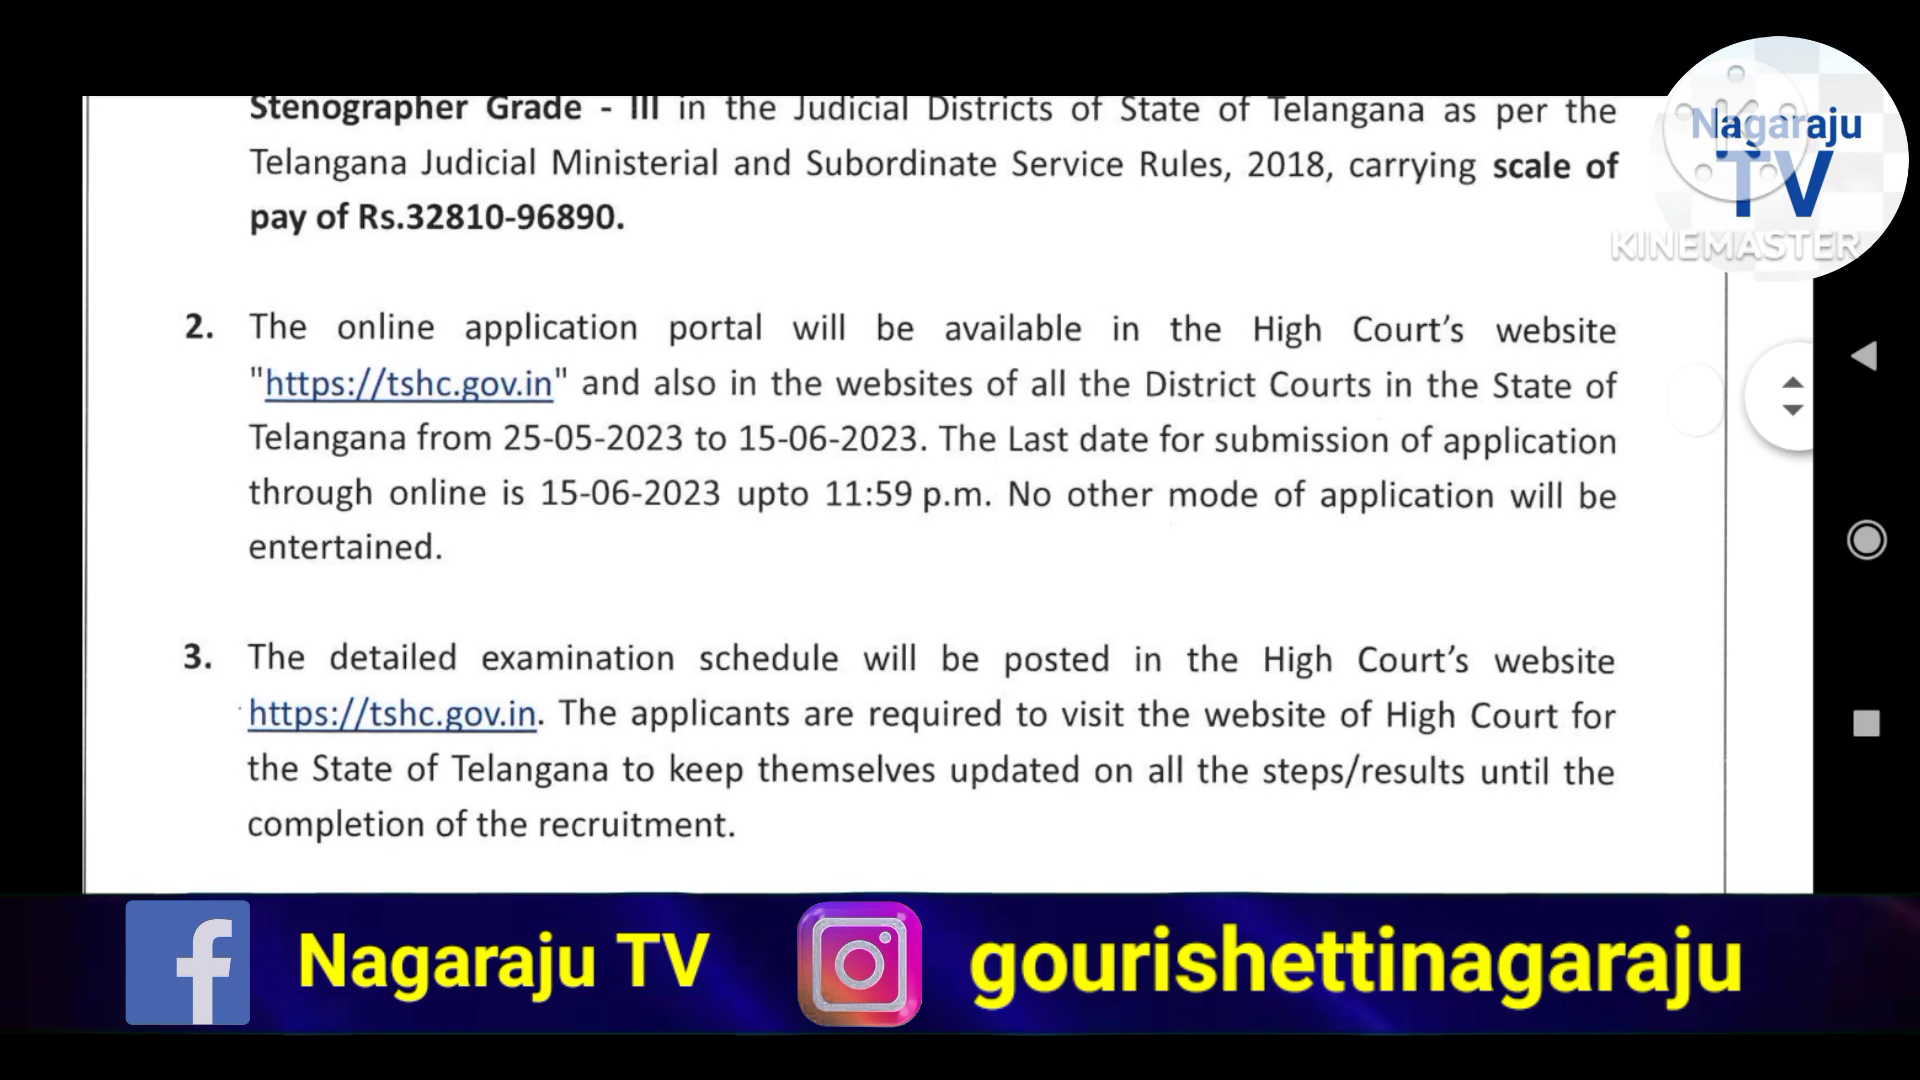 Stenographer Grade - III in the Judicial Districts of State of Telangana as per the
Telangana Judicial Ministerial and Subordinate Service Rules, 2018, carrying scale of
pay of Rs.32810-96890.
2. The online application portal will be available in the High Court's website
"https://tshc.gov.in" and also in the websites of all the District Courts in the State of
Telangana from 25-05-2023 to 15-06-2023. The Last date for submission of application
through online is 15-06-2023 upto 11:59 p.m. No other mode of application will be
entertained.
3. The detailed examination schedule will be posted in the High Court's website
https://tshc.gov.in. The applicants are required to visit the website of High Court for
the State of Telangana to keep themselves updated on all the steps/results until the
completion of the recruitment.
Nagaraju
TV
KINEMASTER
Nagaraju TV
gourishettinagaraju